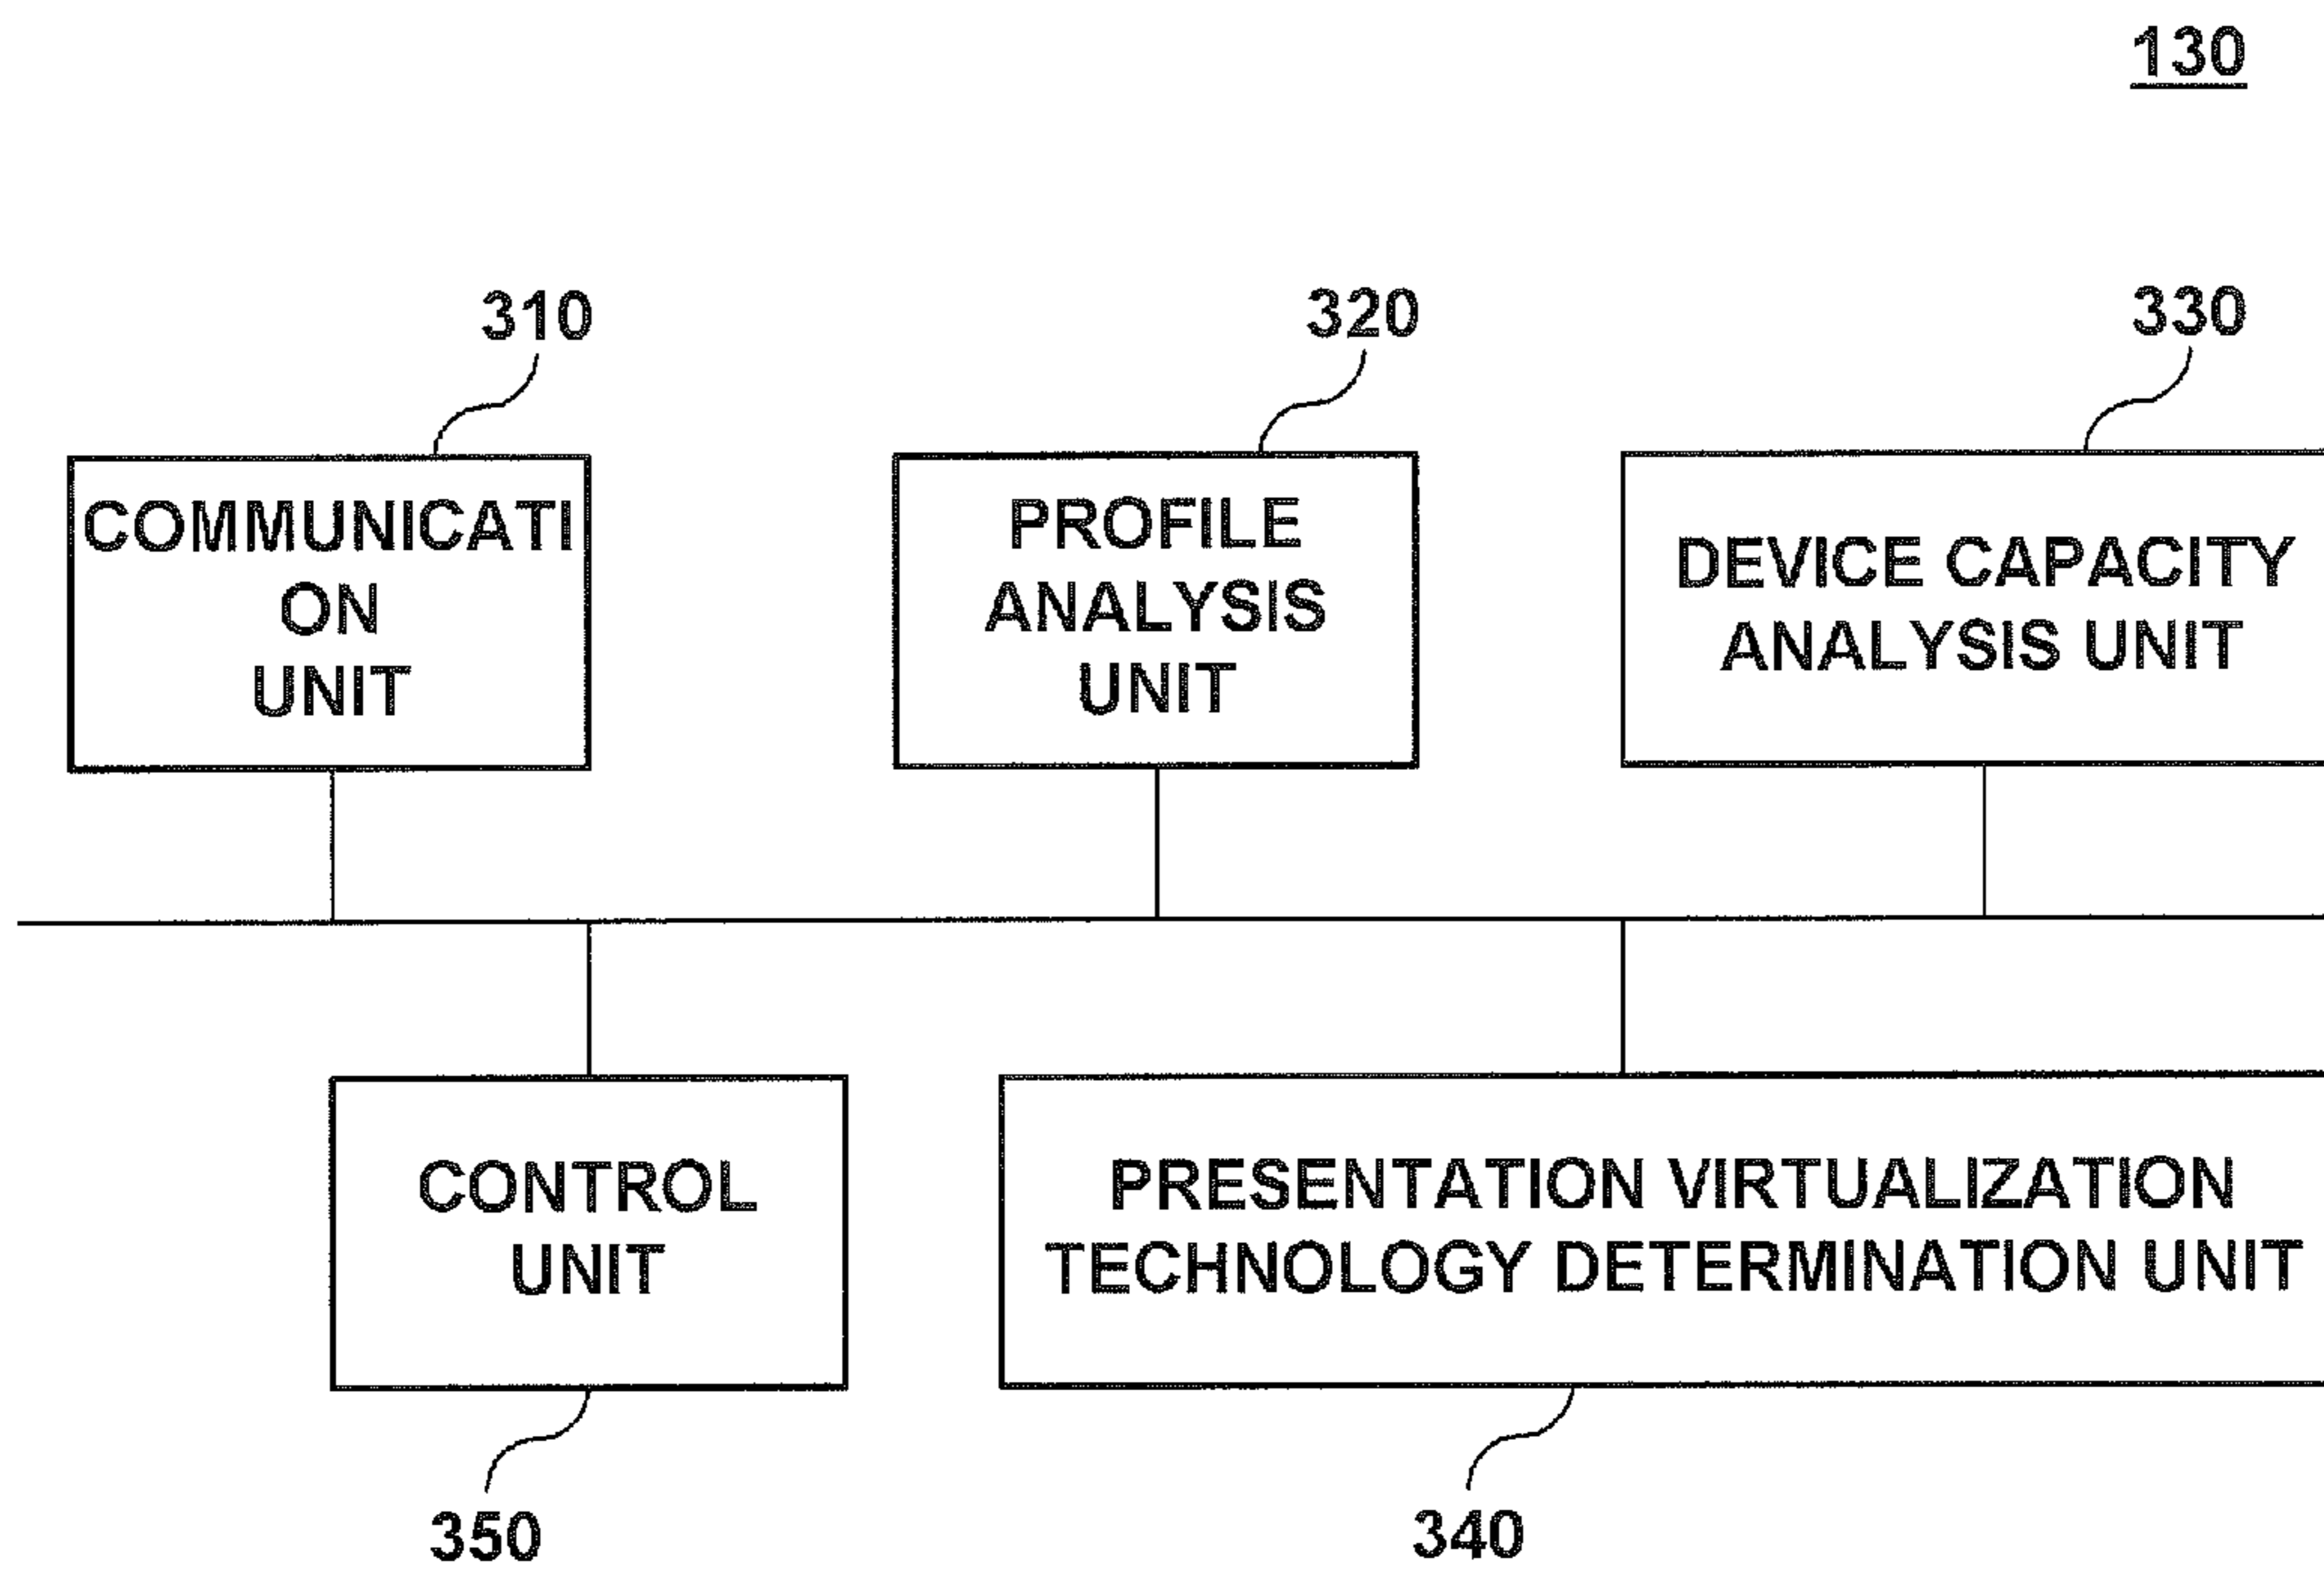 130
310
320
330
COMMUNICATI
ON
UNIT
PROFILE
ANALYSIS
UNIT
DEVICE CAPACITY
ANALYSIS UNIT
CONTROL
UNIT
PRESENTATION VIRTUALIZATION
TECHNOLOGY DETERMINATION UNIT
350
340